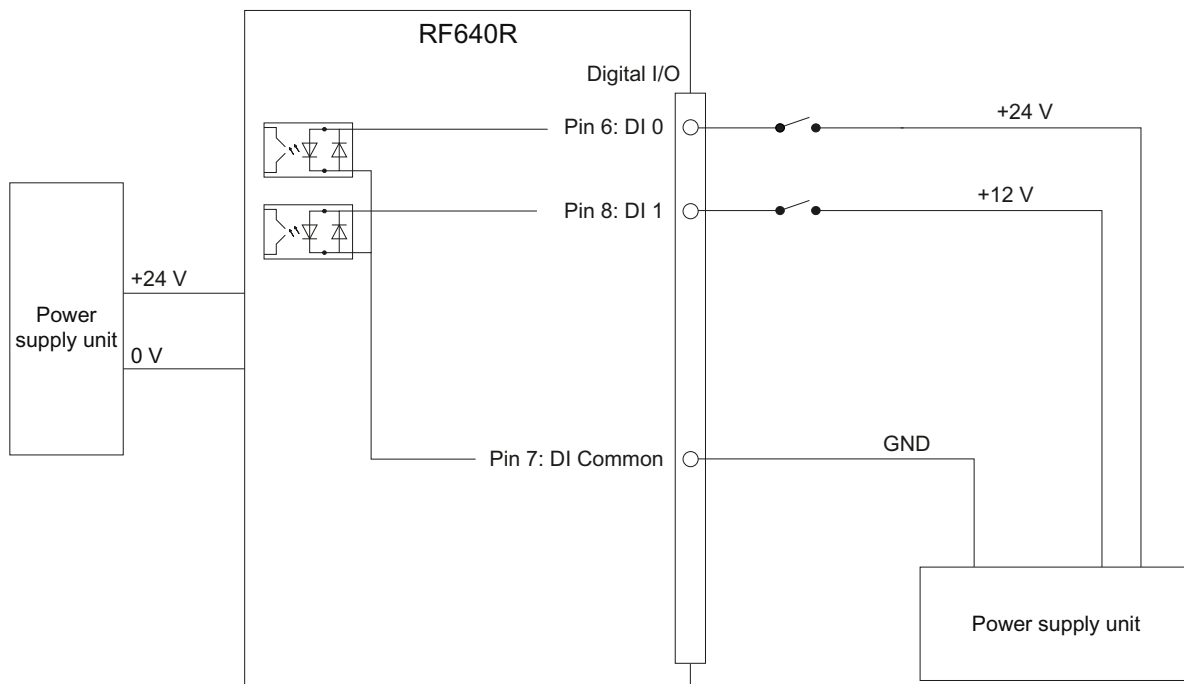 RF640R
Digital I/O
Pin 6: DI 0
+24 V
Pin 8: DI 1
+12 V
+24 V
Power
supply unit
0 V
Pin 7: DI Common
GND
Power supply unit